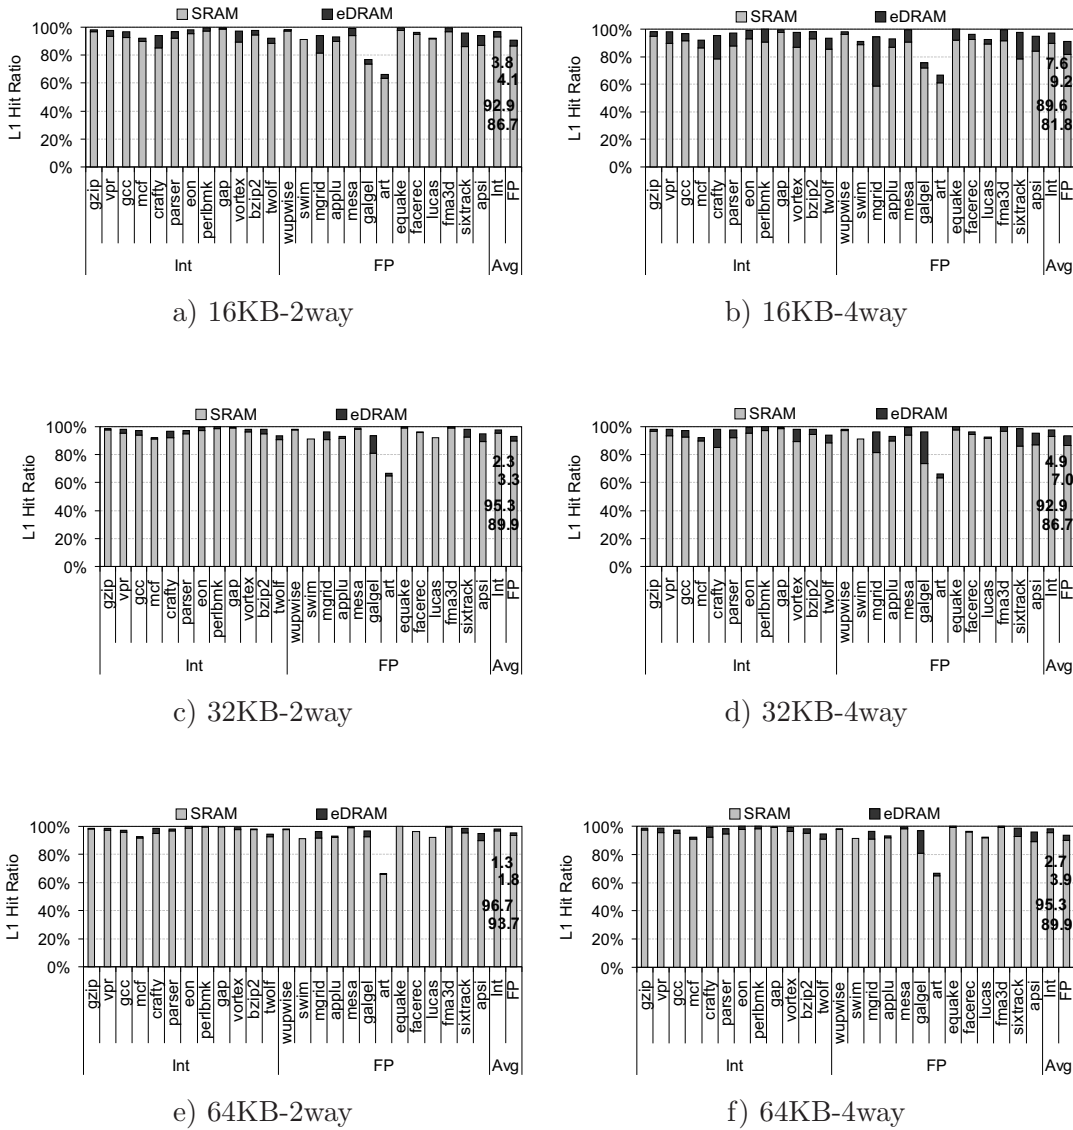 SRAM eDRAM
L1 Hit Ratio
100%
80%
60%
40%
20%
0%
3.8
4.1
92.9
86.7
gzip vpr gcc mcf crafty parser eon perlbmk gap vortex bzip2 twolf wupwise swim mgrid applu mesa galgel art equake facerec lucas fma3d sixtrack apsi Int FP
Int FP Avg
a) 16KB-2way
SRAM eDRAM
L1 Hit Ratio
100%
80%
60%
40%
20%
0%
7.6
9.2
89.6
81.8
gzip vpr gcc mcf crafty parser eon perlbmk gap vortex bzip2 twolf wupwise swim mgrid applu mesa galgel art equake facerec lucas fma3d sixtrack apsi Int FP
Int FP Avg
b) 16KB-4way
SRAM eDRAM
L1 Hit Ratio
100%
80%
60%
40%
20%
0%
2.3
3.3
95.3
89.9
gzip vpr gcc mcf crafty parser eon perlbmk gap vortex bzip2 twolf wupwise swim mgrid applu mesa galgel art equake facerec lucas fma3d sixtrack apsi Int FP
Int FP Avg
c) 32KB-2way
SRAM eDRAM
L1 Hit Ratio
100%
80%
60%
40%
20%
0%
4.9
7.0
92.9
86.7
gzip vpr gcc mcf crafty parser eon perlbmk gap vortex bzip2 twolf wupwise swim mgrid applu mesa galgel art equake facerec lucas fma3d sixtrack apsi Int FP
Int FP Avg
d) 32KB-4way
SRAM eDRAM
L1 Hit Ratio
100%
80%
60%
40%
20%
0%
1.3
1.8
96.7
93.7
gzip vpr gcc mcf crafty parser eon perlbmk gap vortex bzip2 twolf wupwise swim mgrid applu mesa galgel art equake facerec lucas fma3d sixtrack apsi Int FP
Int FP Avg
e) 64KB-2way
SRAM eDRAM
L1 Hit Ratio
100%
80%
60%
40%
20%
0%
2.7
3.9
95.3
89.9
gzip vpr gcc mcf crafty parser eon perlbmk gap vortex bzip2 twolf wupwise swim mgrid applu mesa galgel art equake facerec lucas fma3d sixtrack apsi Int FP
Int FP Avg
f) 64KB-4way